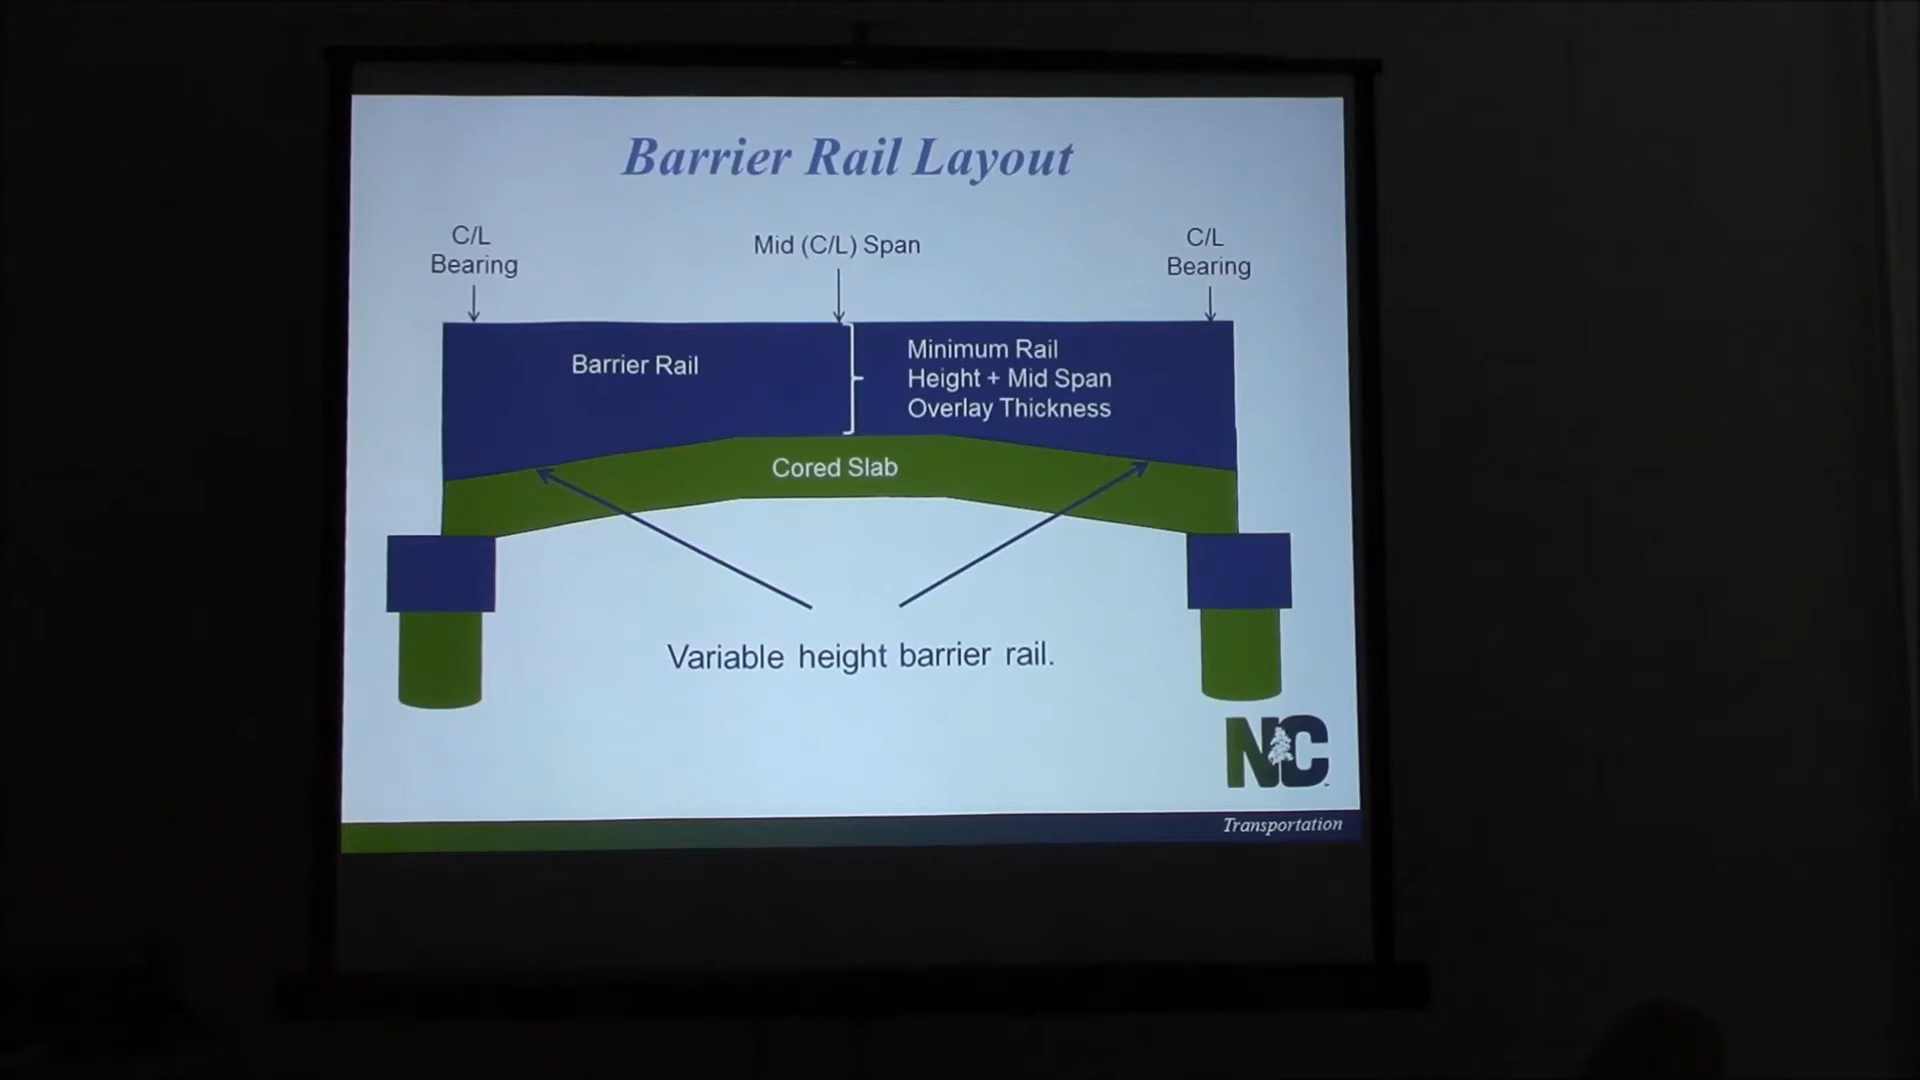 Barrier Rail Layout
C/L
Bearing
Mid (C/L) Span
C/L
Bearing
Barrier Rail
Minimum Rail
Height + Mid Span
Overlay Thickness
Cored Slab
Variable height barrier rail.
NC
Transportation